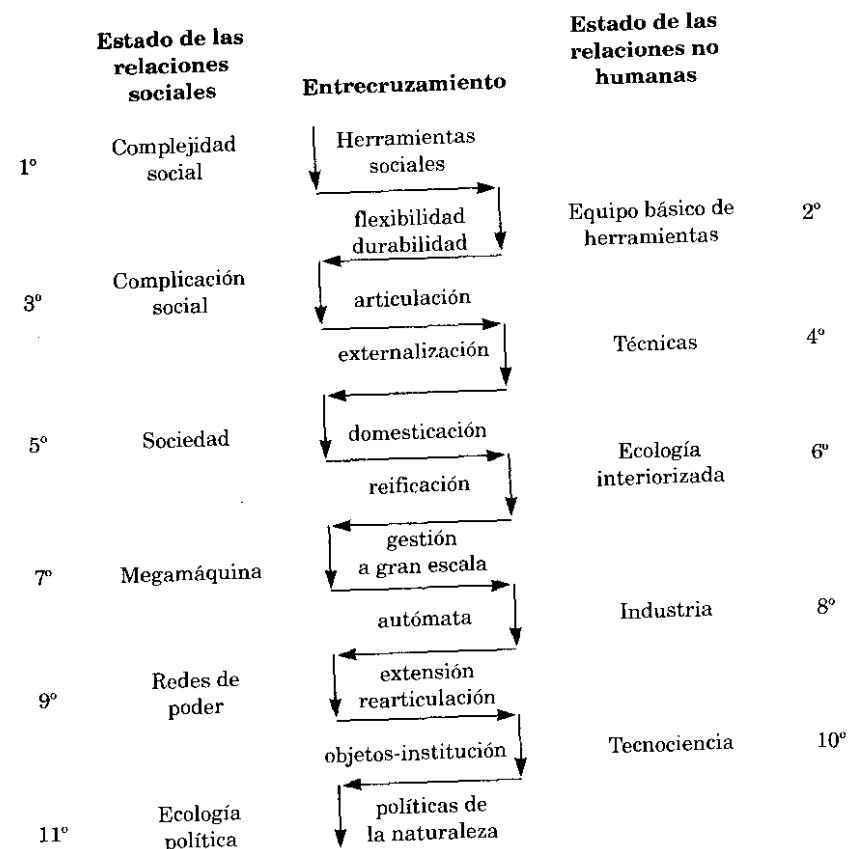 Estado de las
relaciones
sociales
Entrecruzamiento
Estado de las
relaciones no
humanas
1º
Complejidad
social
Herramientas
sociales
flexibilidad
durabilidad
Equipo básico de
herramientas
2º
3º
Complicación
social
articulación
externalización
Técnicas
4º
5º
Sociedad
domesticación
reificación
Ecología
interiorizada
6º
7º
Megamáquina
gestión
a gran escala
autómata
Industria
8º
9º
Redes de
poder
extensión
rearticulación
objetos-institución
Tecnociencia
10º
11º
Ecología
política
políticas de
la naturaleza